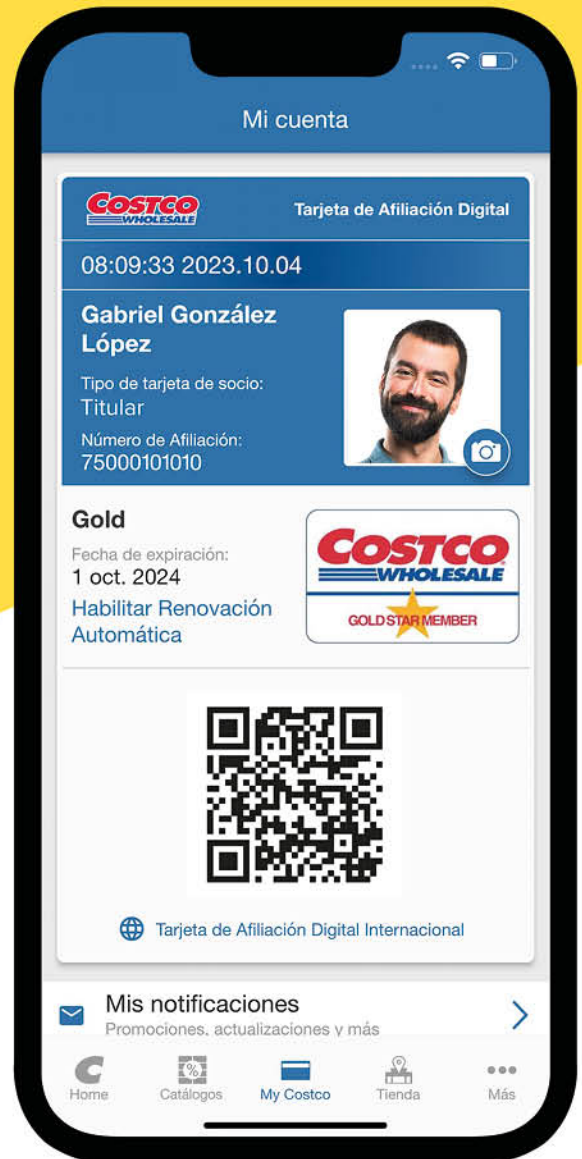 Mi cuenta
COSTCO
WHOLESALE
Tarjeta de Afiliación Digital
08:09:33 2023.10.04
Gabriel González
López
Tipo de tarjeta de socio:
Titular
Número de Afiliación:
75000101010
Gold
Fecha de expiración:
1 oct. 2024
Habilitar Renovación
Automática
COSTCO
WHOLESALE
GOLD STAR MEMBER
Tarjeta de Afiliación Digital Internacional
Mis notificaciones
Promociones, actualizaciones y más
Home
Catálogos
My Costco
Tienda
Más